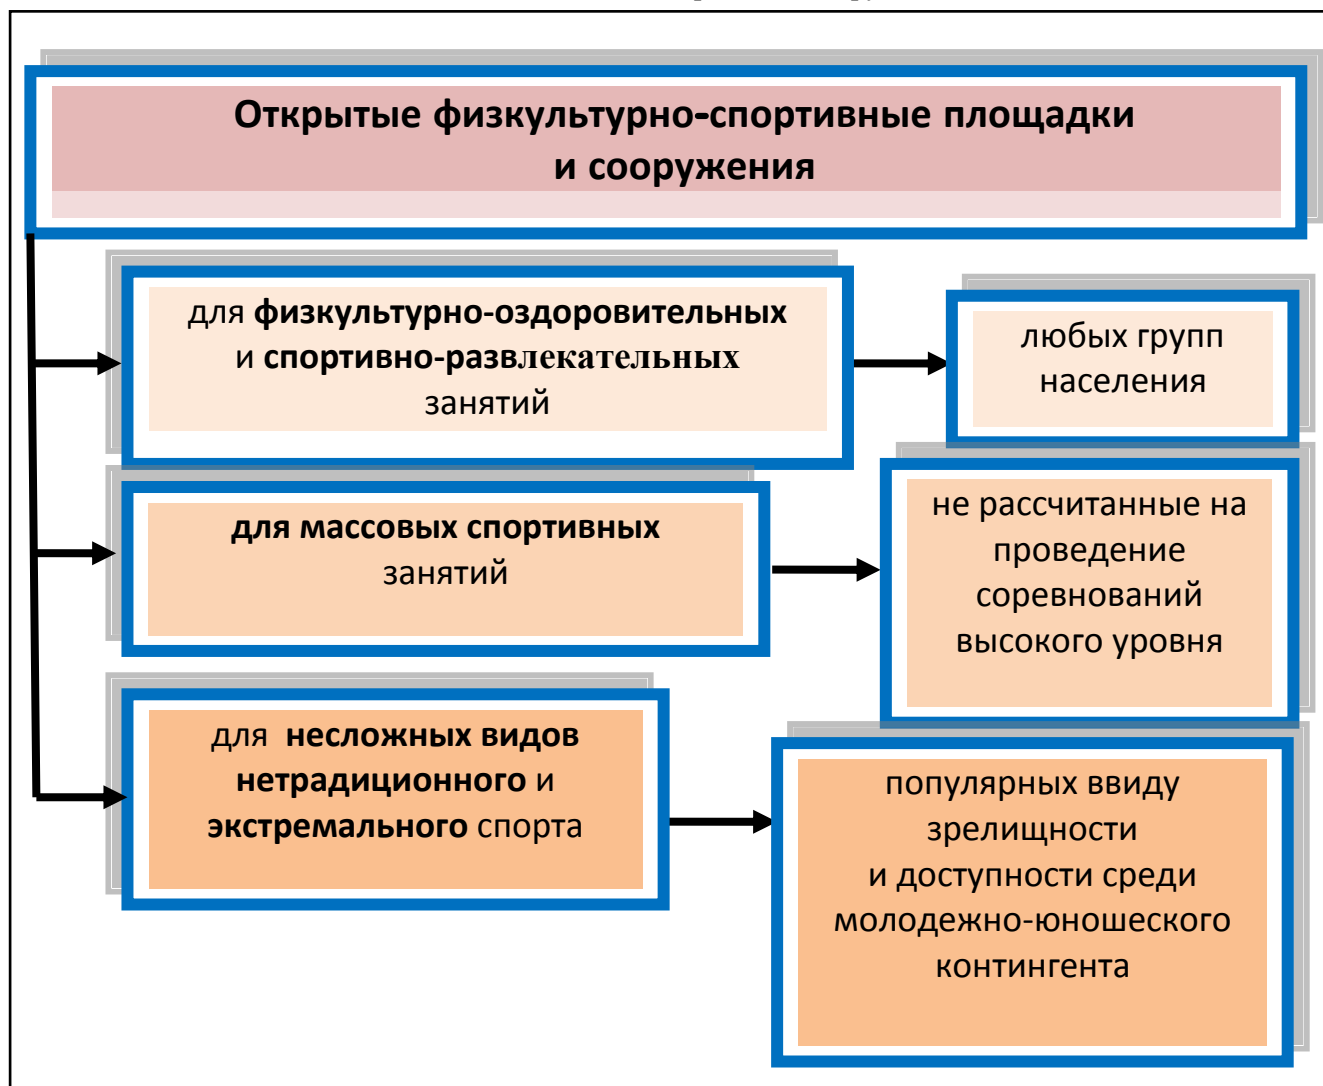 Открытые физкультурно-спортивные площадки
и сооружения
для физкультурно-оздоровительных
и спортивно-развлекательных
занятий
любых групп
населения
для массовых спортивных
занятий
не рассчитанные на
проведение
соревнований
высокого уровня
для несложных видов
нетрадиционного и
экстремального спорта
популярных ввиду
зрелищности
и доступности среди
молодежно-юношеского
контингента